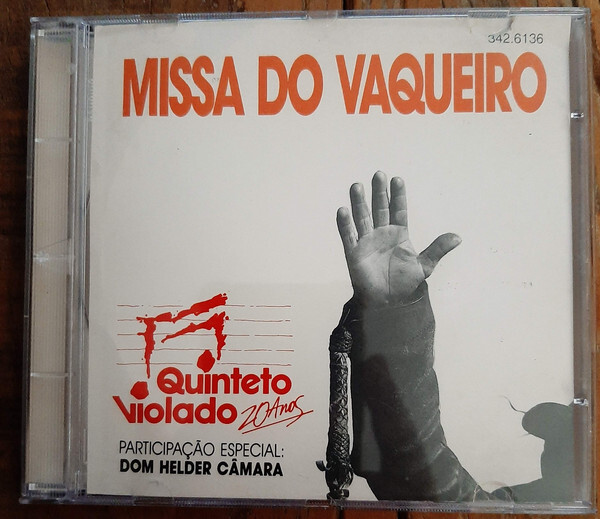 342.6136
MISSA DO VAQUEIRO
Quinteto
Violado 20 Anos
PARTICIPAÇÃO ESPECIAL:
DOM HELDER CÂMARA